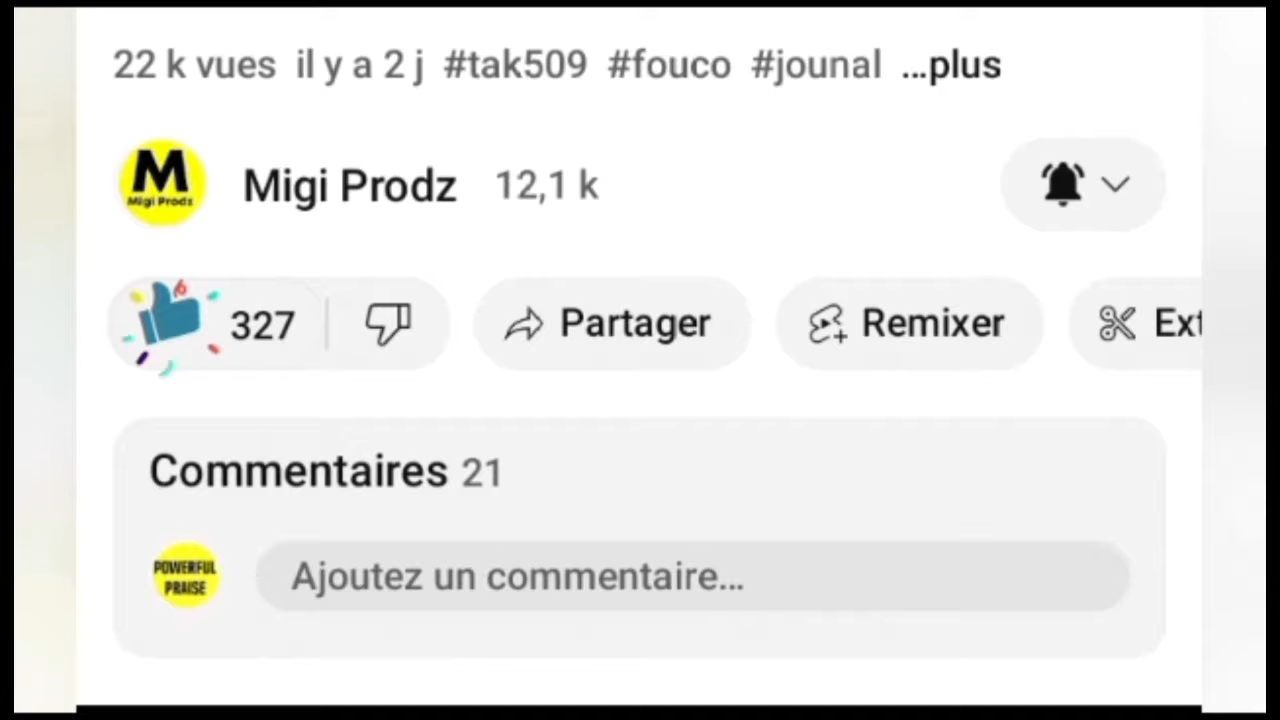 22 k vues il y a 2 j #tak509 #fouco #jounal ...plus
M
Migi Prodz
Migi Prodz 12,1 k
327 Partager Remixer Ext
Commentaires 21
POWERFUL
PRAISE
Ajoutez un commentaire...